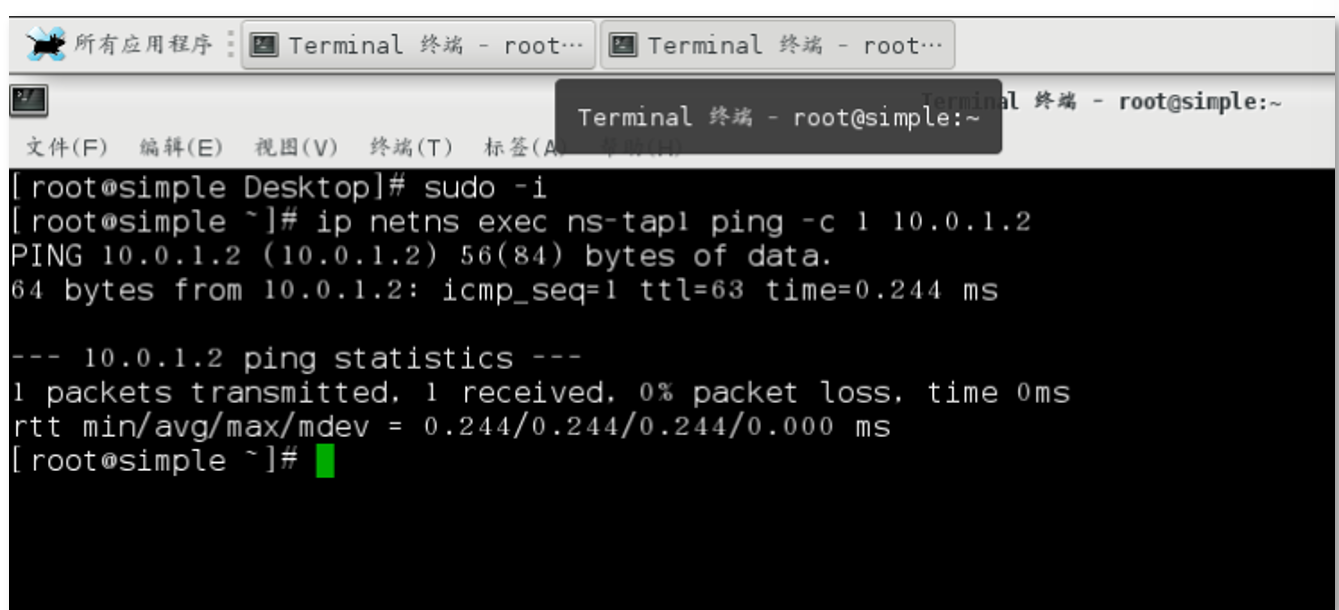 所有应用程序 Terminal 终端 - root… Terminal 终端 - root…
Terminal 终端 - root@simple:~
Terminal 终端 - root@simple:~
文件(F) 编辑(E) 视图(V) 终端(T) 标签(A) 帮助(H)
[root@simple Desktop]# sudo -i
[root@simple ~]# ip netns exec ns-tap1 ping -c 1 10.0.1.2
PING 10.0.1.2 (10.0.1.2) 56(84) bytes of data.
64 bytes from 10.0.1.2: icmp_seq=1 ttl=63 time=0.244 ms
--- 10.0.1.2 ping statistics ---
1 packets transmitted, 1 received, 0% packet loss, time 0ms
rtt min/avg/max/mdev = 0.244/0.244/0.244/0.000 ms
[root@simple ~]#